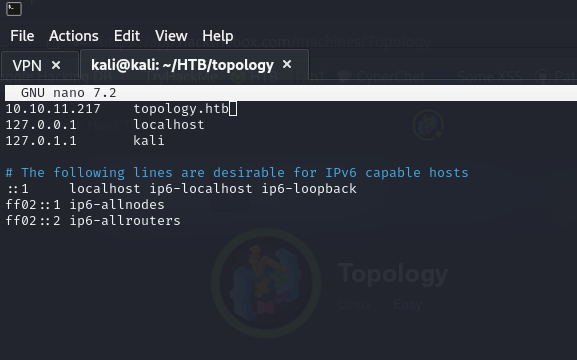 File Actions Edit View Help
VPN × kali@kali: ~/HTB/topology ×
GNU nano 7.2
10.10.11.217 topology.htb
127.0.0.1 localhost
127.0.1.1 kali
# The following lines are desirable for IPv6 capable hosts
::1 localhost ip6-localhost ip6-loopback
ff02::1 ip6-allnodes
ff02::2 ip6-allrouters
Topology
Linux · Easy